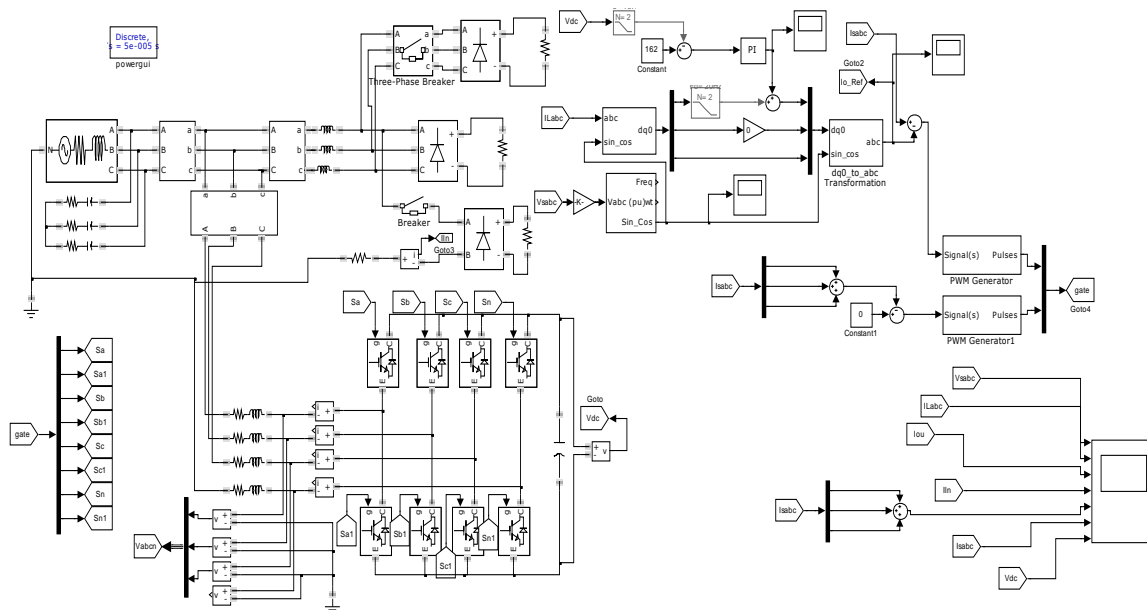 Discrete,
s = 5e-005 s
powergui
Vdc
N= 2
162
Constant
PI
Isabc
Goto2
Io_Ref
A
B
C
a
b
c
Three-Phase Breaker
A
B
C
+
-
ILabc
abc
sin_cos
dq0
N= 2
0
dq0
sin_cos
abc
dq0_to_abc
Transformation
N
A
B
C
A
B
C
a
b
c
A
B
C
a
b
c
A
B
C
+
-
Vsabc
-K-
Freq
Vabc (pu)
wt
Sin_Cos
a
b
c
A
B
C
Breaker
IIn
Goto3
+
-
i
A
B
+
-
Signal(s)
Pulses
PWM Generator
Isabc
0
Constant1
Signal(s)
Pulses
PWM Generator1
gate
Goto4
Sa
Sb
Sc
Sn
g
C
E
g
C
E
g
C
E
g
C
E
gate
Sa
Sa1
Sb
Sb1
Sc
Sc1
Sn
Sn1
i
+
-
i
+
-
i
+
-
i
+
-
Goto
Vdc
+
-
v
Vsabc
ILabc
Iou
IIn
Isabc
Isabc
Vdc
Sa1
Sb1
Sc1
Sn1
g
C
E
g
C
E
g
C
E
g
C
E
Vabcn
v
+
-
v
+
-
v
+
-
v
+
-